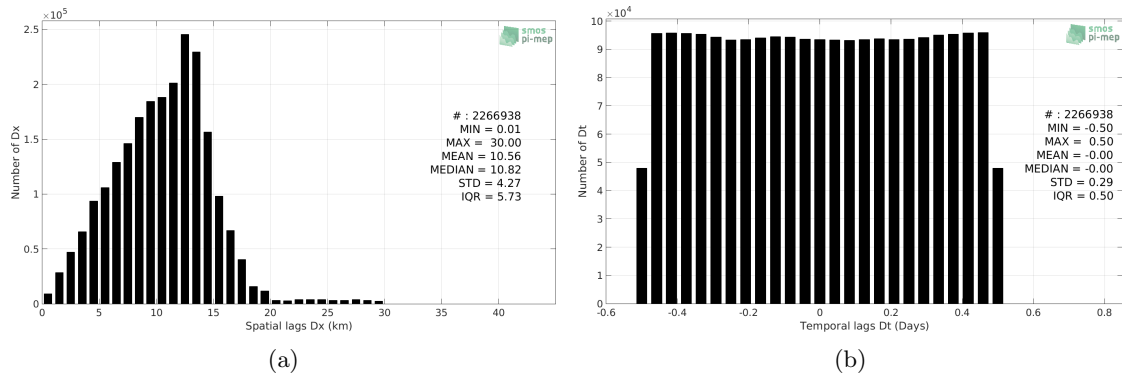 ×10⁵
2.5
2
1.5
1
0.5
0
0 5 10 15 20 25 30 35 40
Number of Dx
Spatial lags Dx (km)
smos
pi-mep
# : 2266938
MIN = 0.01
MAX = 30.00
MEAN = 10.56
MEDIAN = 10.82
STD = 4.27
IQR = 5.73
(a)
×10⁴
10
9
8
7
6
5
4
3
2
1
0
-0.6 -0.4 -0.2 0 0.2 0.4 0.6 0.8
Number of Dt
Temporal lags Dt (Days)
smos
pi-mep
# : 2266938
MIN = -0.50
MAX = 0.50
MEAN = -0.00
MEDIAN = -0.00
STD = 0.29
IQR = 0.50
(b)